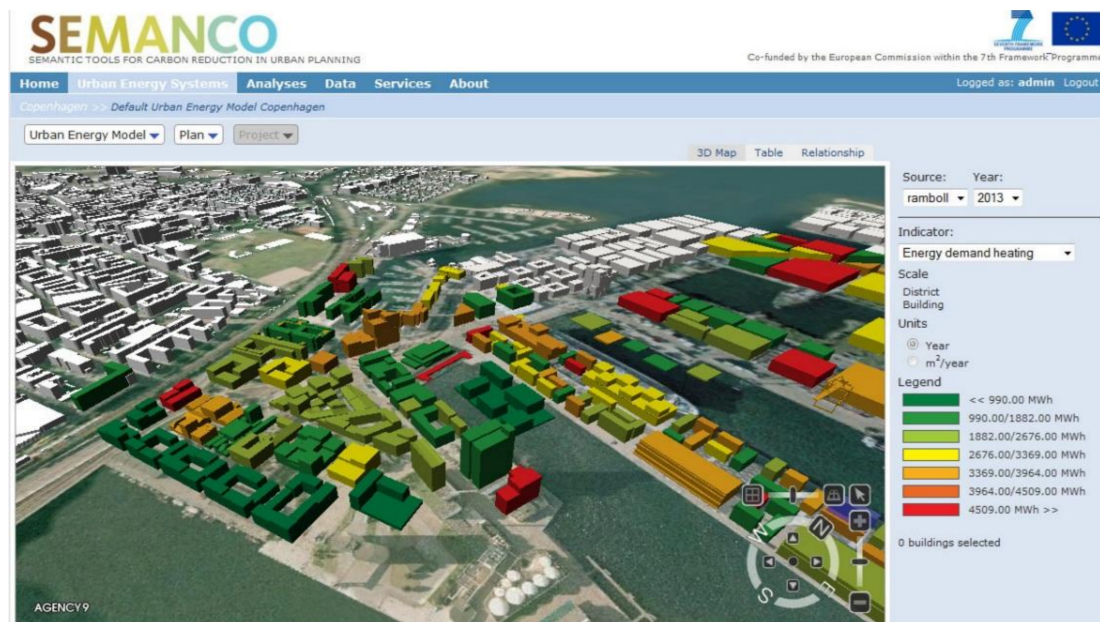 SEMANCO
SEMANTIC TOOLS FOR CARBON REDUCTION IN URBAN PLANNING
7
SEVENTH FRAMEWORK
PROGRAMME
Co-funded by the European Commission within the 7th Framework Programme
Home Urban Energy Systems Analyses Data Services About
Logged as: admin Logout
Copenhagen >> Default Urban Energy Model Copenhagen
Urban Energy Model Plan Project
3D Map Table Relationship
Source: Year:
ramboll 2013
Indicator:
Energy demand heating
Scale
District
Building
Units
Year
m²/year
Legend
<< 990.00 MWh
990.00/1882.00 MWh
1882.00/2676.00 MWh
2676.00/3369.00 MWh
3369.00/3964.00 MWh
3964.00/4509.00 MWh
4509.00 MWh >>
0 buildings selected
N
W
E
S
AGENCY9